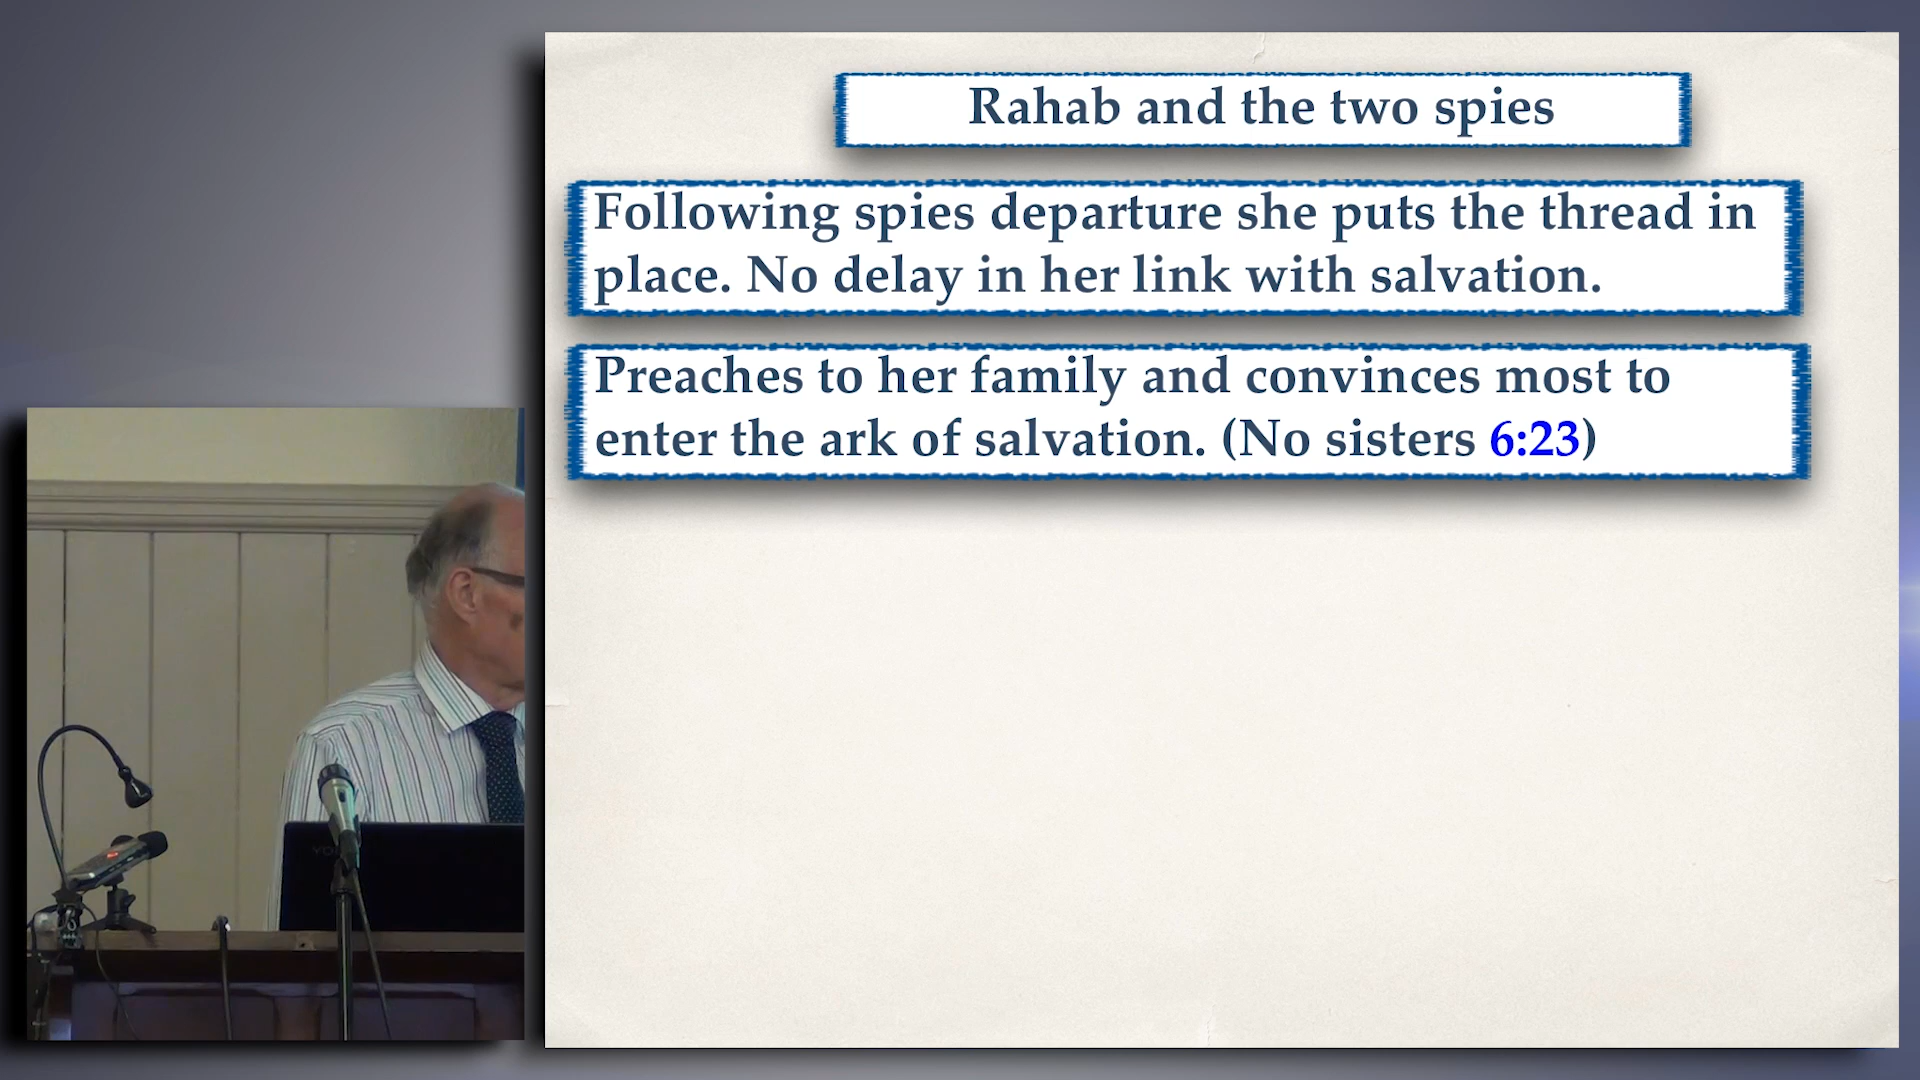 Rahab and the two spies
Following spies departure she puts the thread in
place. No delay in her link with salvation.
Preaches to her family and convinces most to
enter the ark of salvation. (No sisters 6:23)